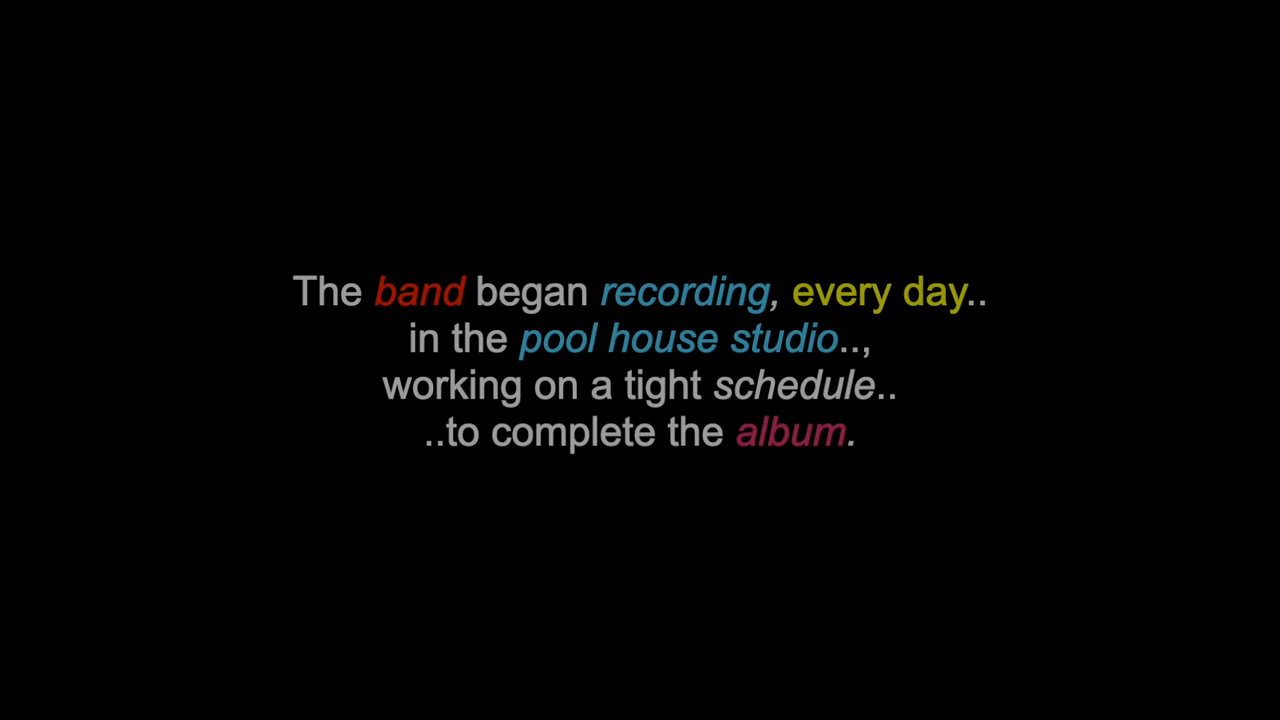 The band began recording, every day..
in the pool house studio..,
working on a tight schedule..
..to complete the album.